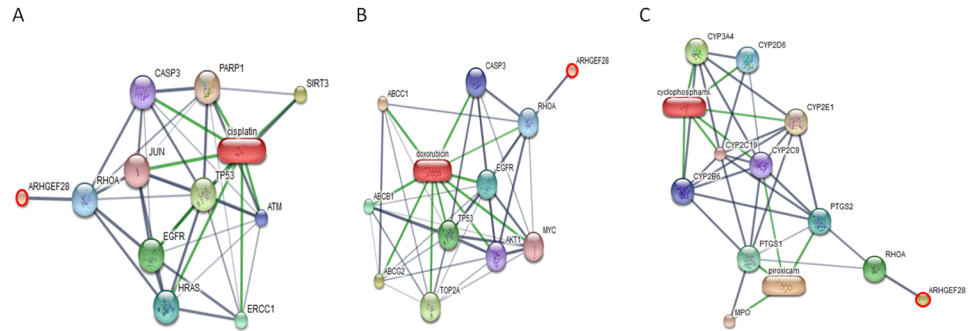 A
B
C
CASP3
PARP1
SIRT3
cisplatin
JUN
RHOA
TP53
ARHGEF28
ATM
EGFR
HRAS
ERCC1
CASP3
ARHGEF28
ABCC1
RHOA
doxorubicin
EGFR
ABCB1
TP53
AKT1
MYC
ABCG2
TOP2A
CYP3A4
CYP2D6
cyclophosphami.
CYP2E1
CYP2C19
CYP2C9
CYP2B6
PTGS2
PTGS1
RHOA
piroxicam
ARHGEF28
MPO